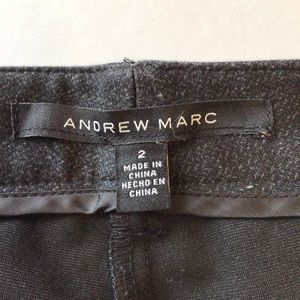 ANDREW MARC
2
MADE IN
CHINA
HECHO EN
CHINA